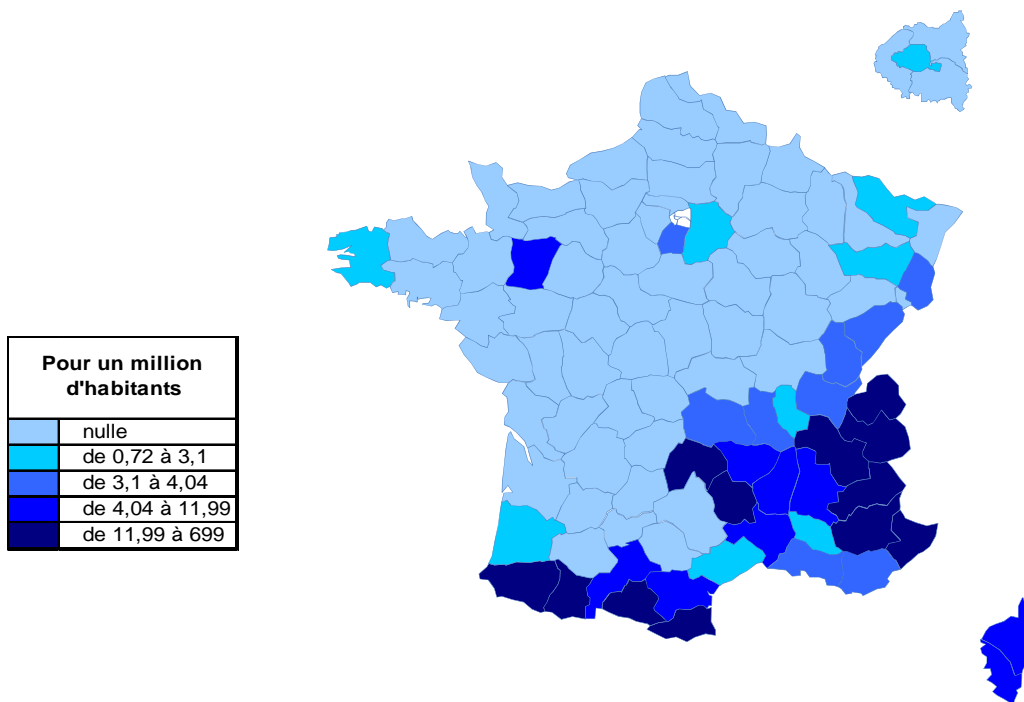 Pour un million
d'habitants
nulle
de 0,72 à 3,1
de 3,1 à 4,04
de 4,04 à 11,99
de 11,99 à 699